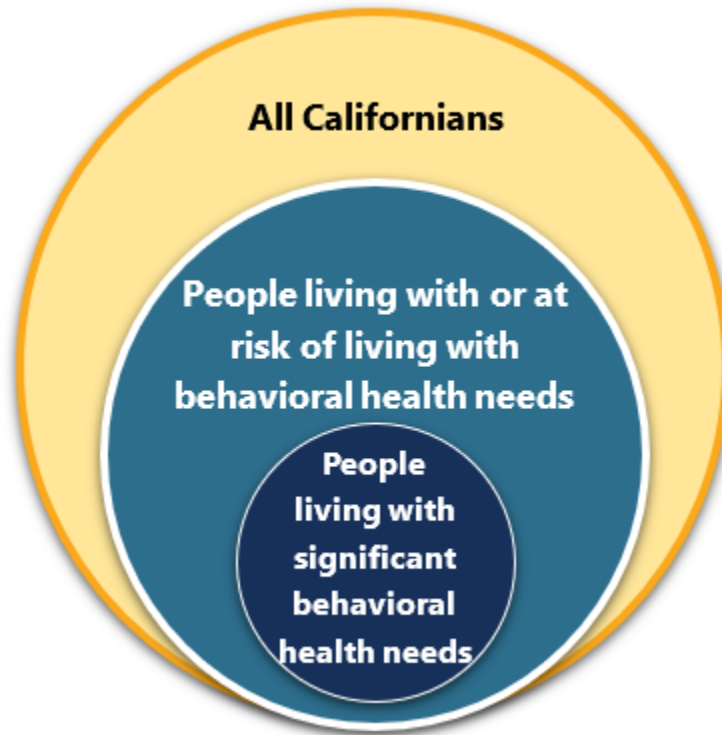 All Californians
People living with or at
risk of living with
behavioral health needs
People
living with
significant
behavioral
health needs